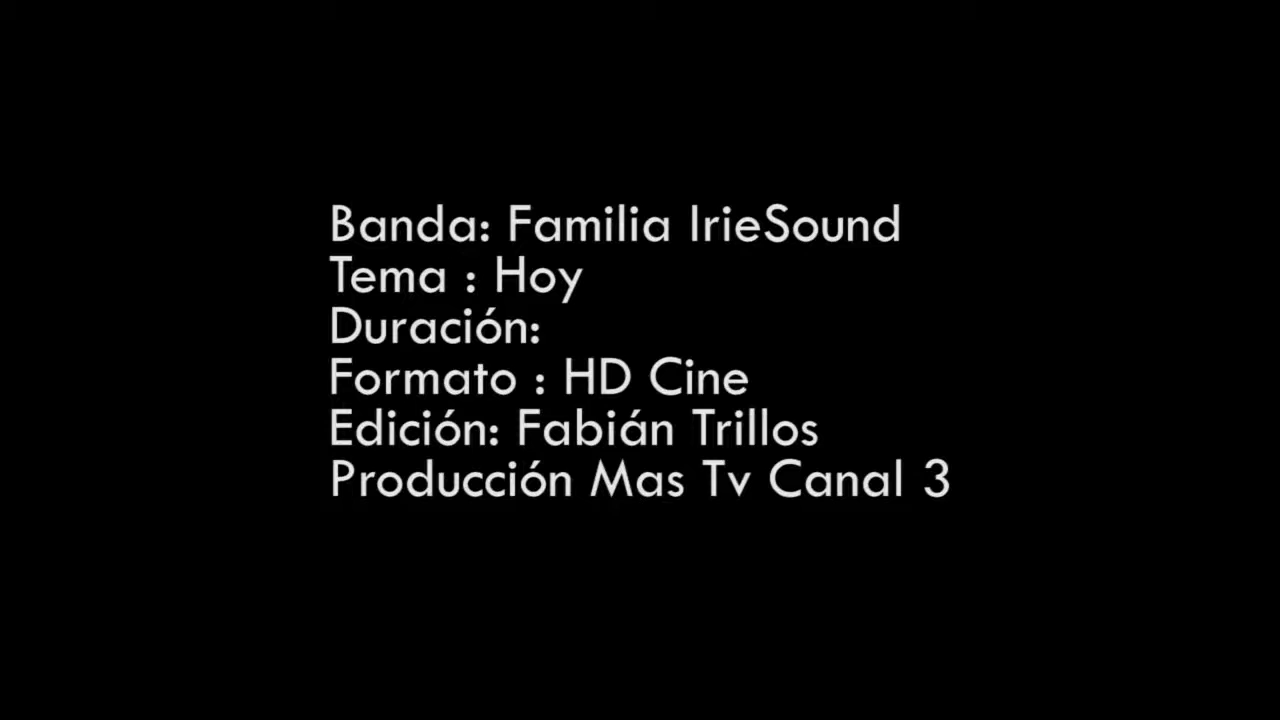 Banda: Familia IrieSound
Tema : Hoy
Duración:
Formato : HD Cine
Edición: Fabián Trillos
Producción Mas Tv Canal 3